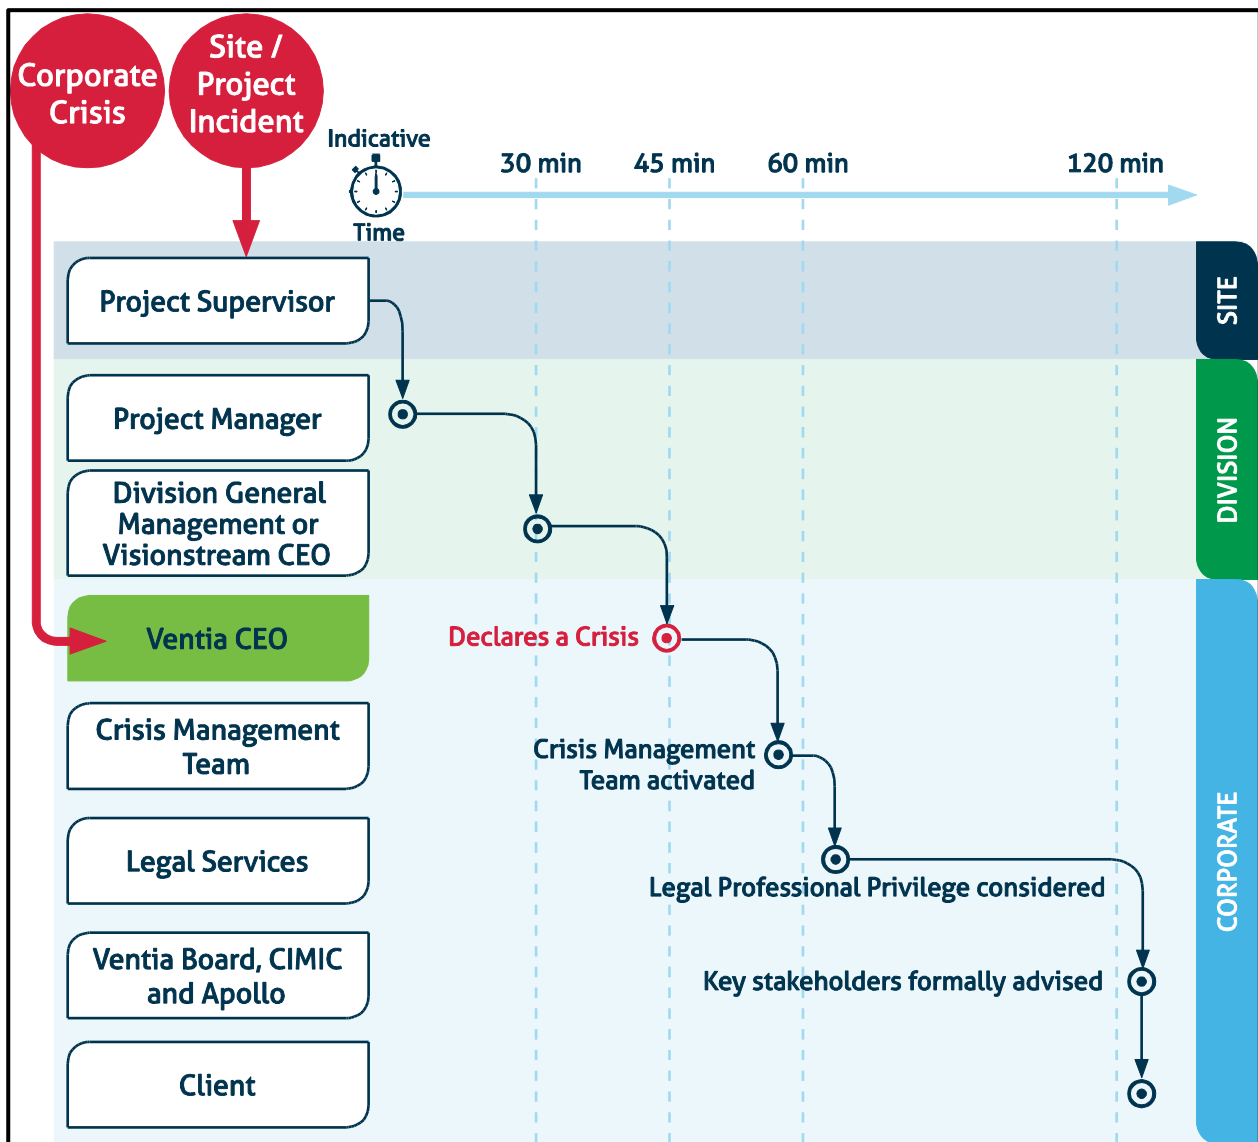 Corporate
Crisis
Site /
Project
Incident
Indicative
Time
30 min
45 min
60 min
120 min
Project Supervisor
SITE
Project Manager
Division General
Management or
Visionstream CEO
DIVISION
Ventia CEO
Declares a Crisis
Crisis Management
Team
Crisis Management
Team activated
Legal Services
Legal Professional Privilege considered
CORPORATE
Ventia Board, CIMIC
and Apollo
Key stakeholders formally advised
Client